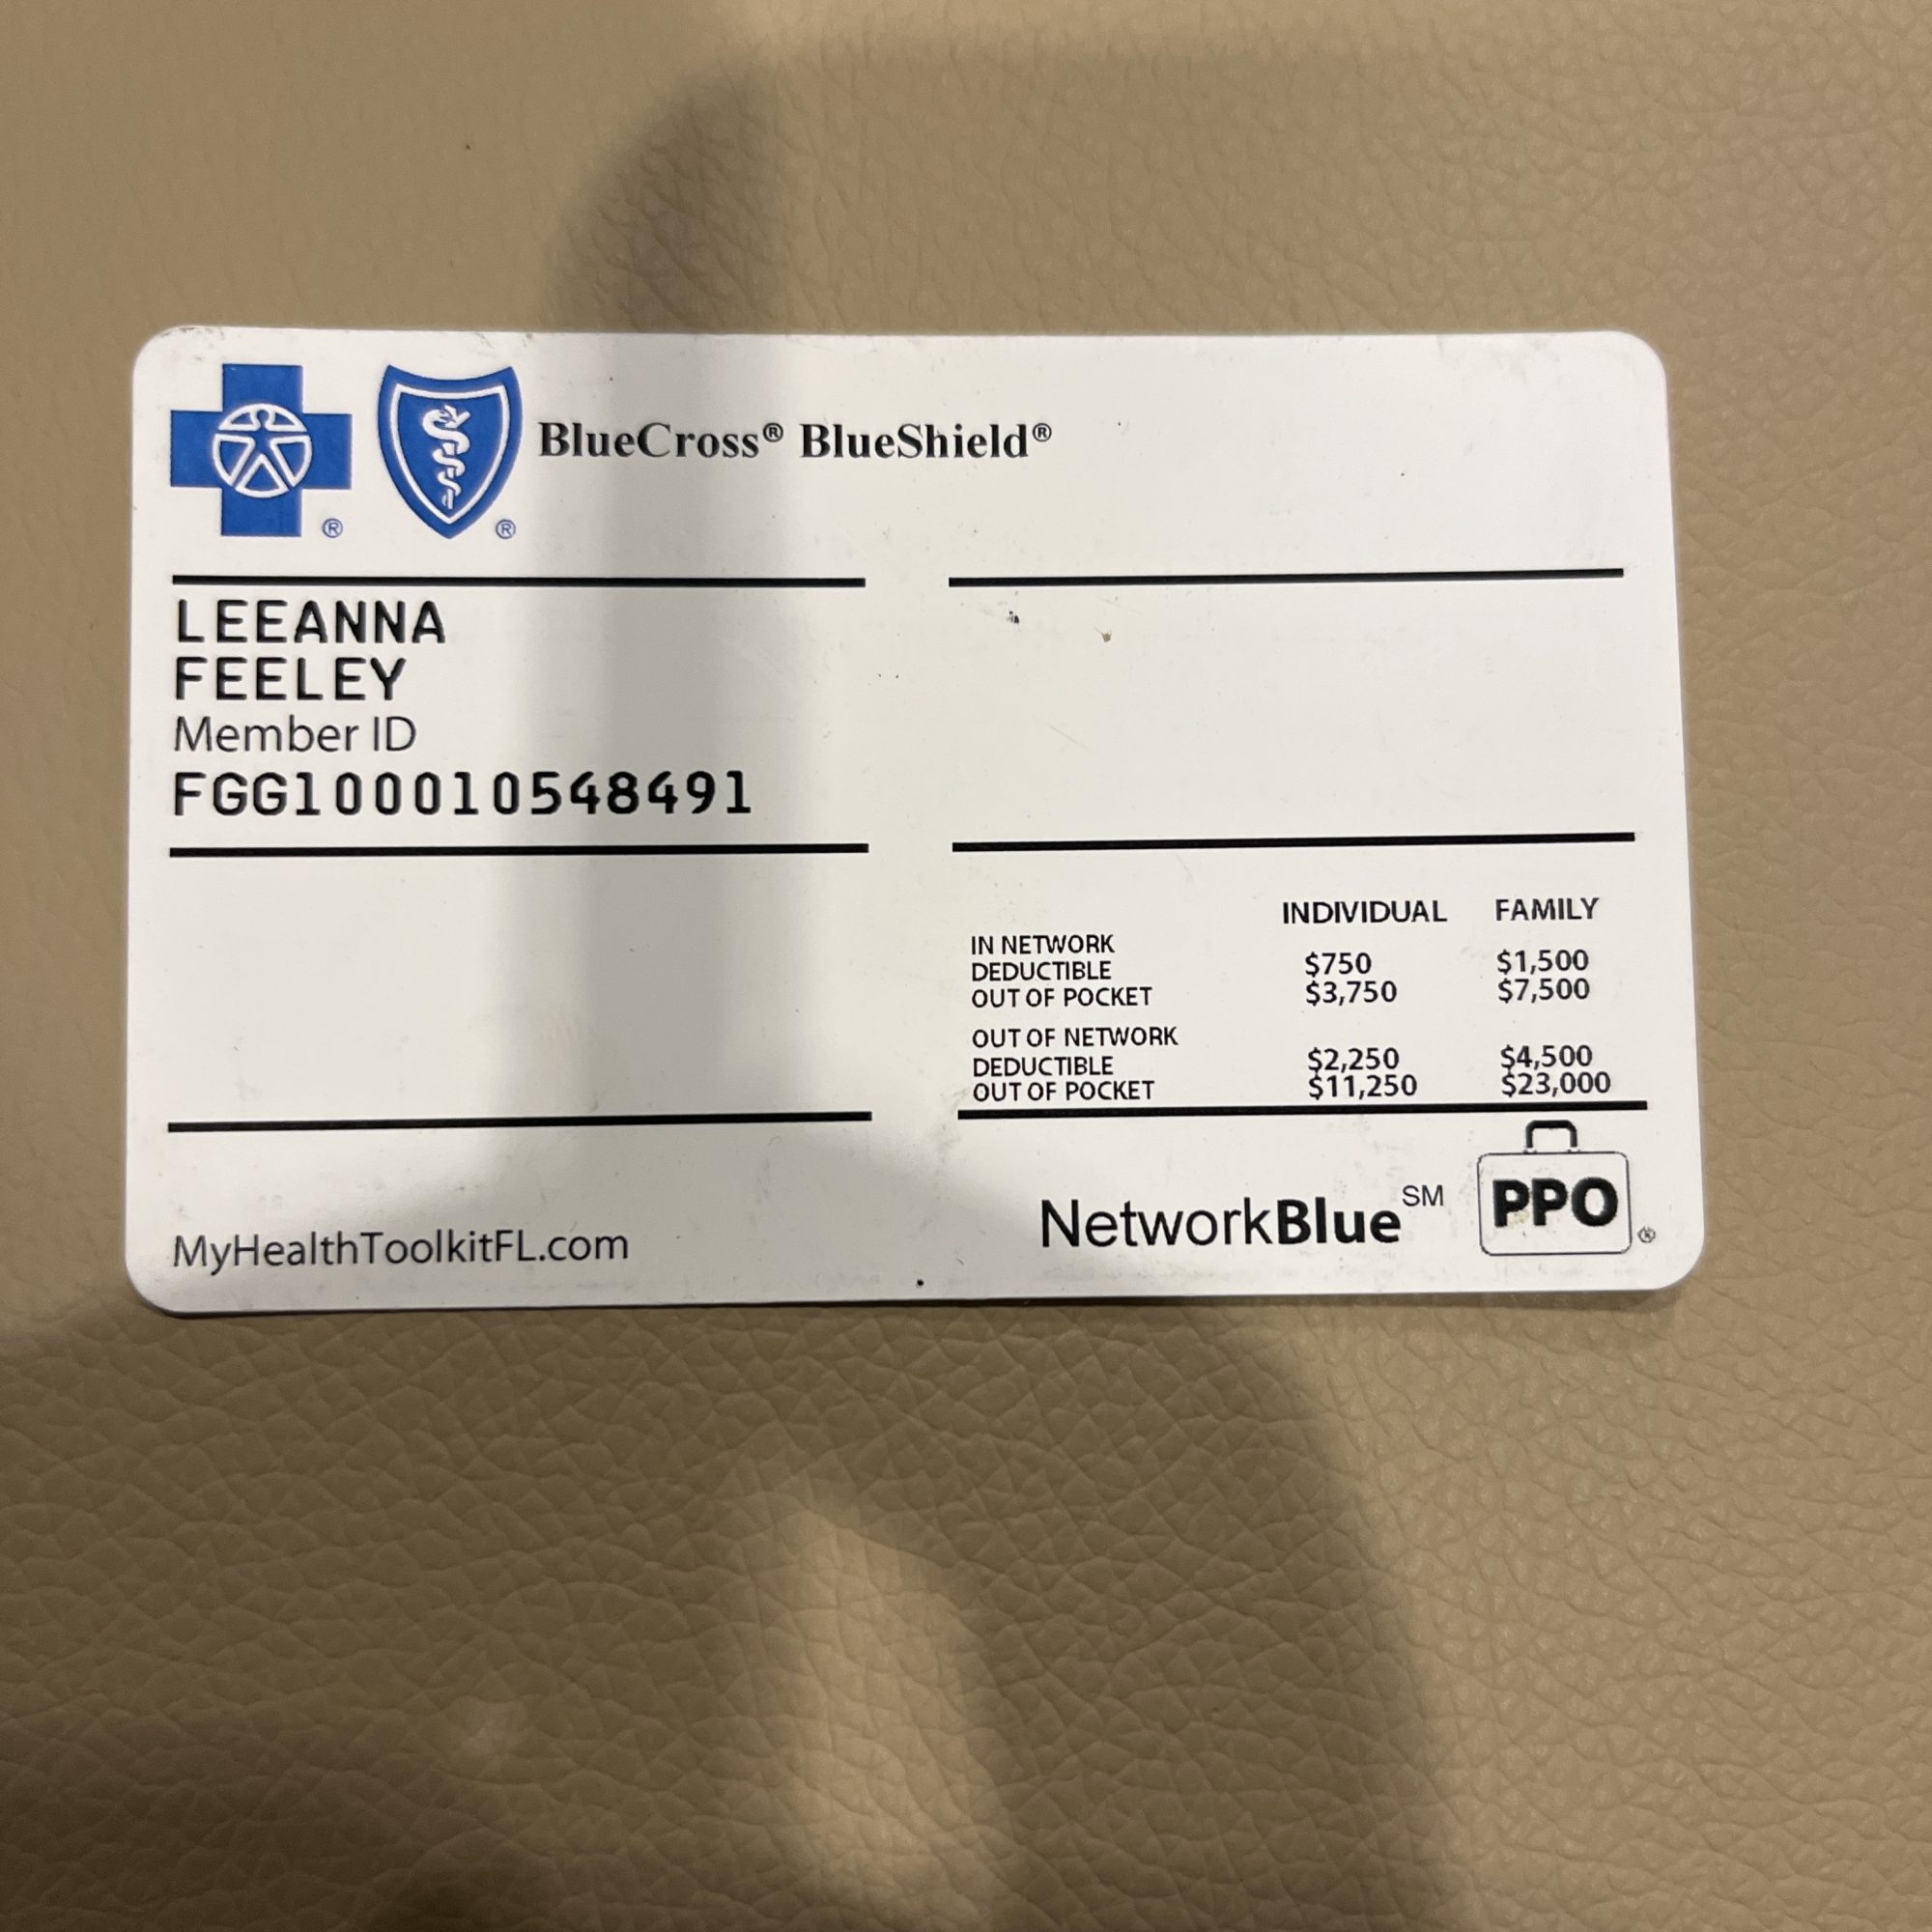 BlueCross® BlueShield®
® ®
LEEANNA
FEELEY
Member ID
FGG100010548491
INDIVIDUAL FAMILY
IN NETWORK
DEDUCTIBLE $750 $1,500
OUT OF POCKET $3,750 $7,500
OUT OF NETWORK
DEDUCTIBLE $2,250 $4,500
OUT OF POCKET $11,250 $23,000
MyHealthToolkitFL.com
NetworkBlue℠ PPO®